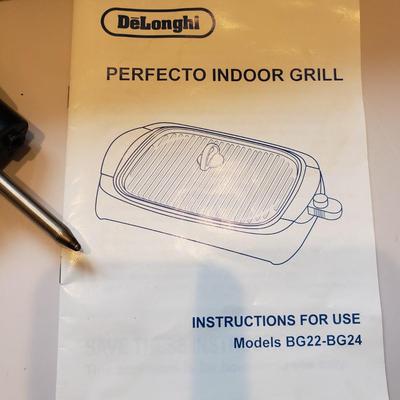 DeLonghi
PERFECTO INDOOR GRILL
INSTRUCTIONS FOR USE
Models BG22-BG24